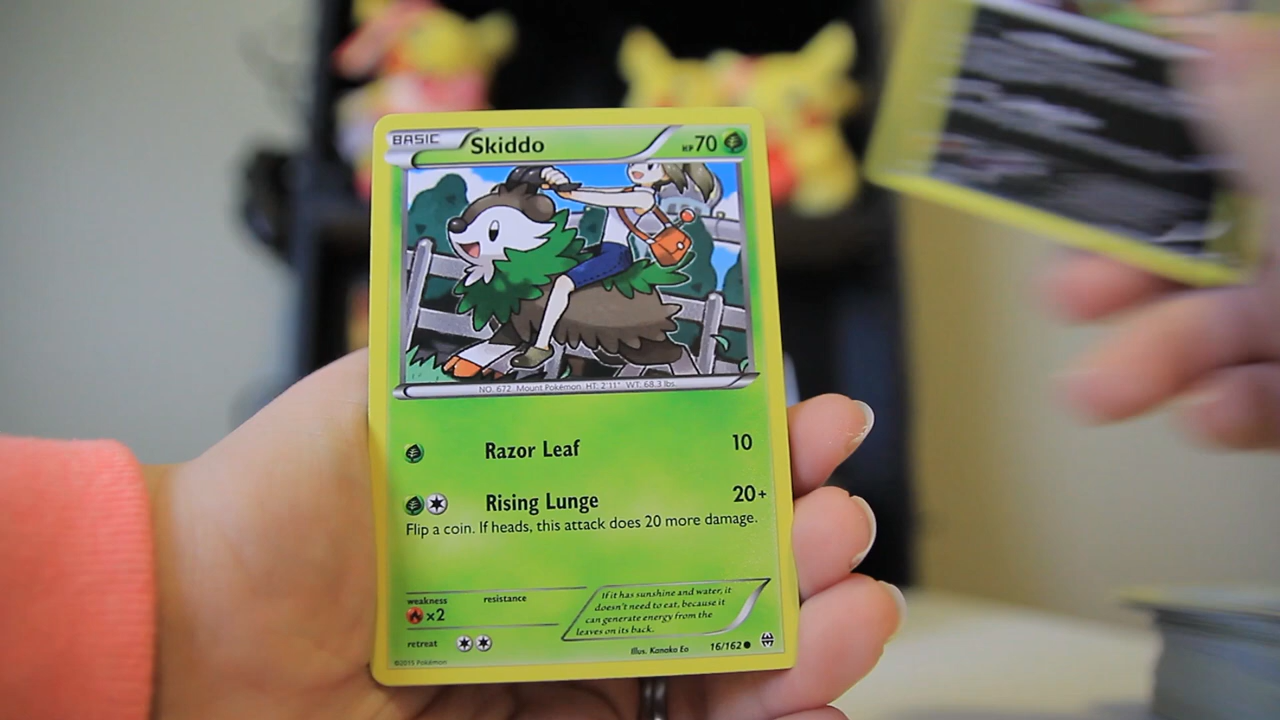 BASIC Skiddo HP70
NO. 672 Mount Pokémon HT: 2'11" WT: 68.3 lbs.
Razor Leaf 10
Rising Lunge 20+
Flip a coin. If heads, this attack does 20 more damage.
weakness resistance
×2
If it has sunshine and water, it
doesn't need to eat, because it
can generate energy from the
leaves on its back.
retreat
Illus. Kanako Eo 16/162
©2015 Pokémon